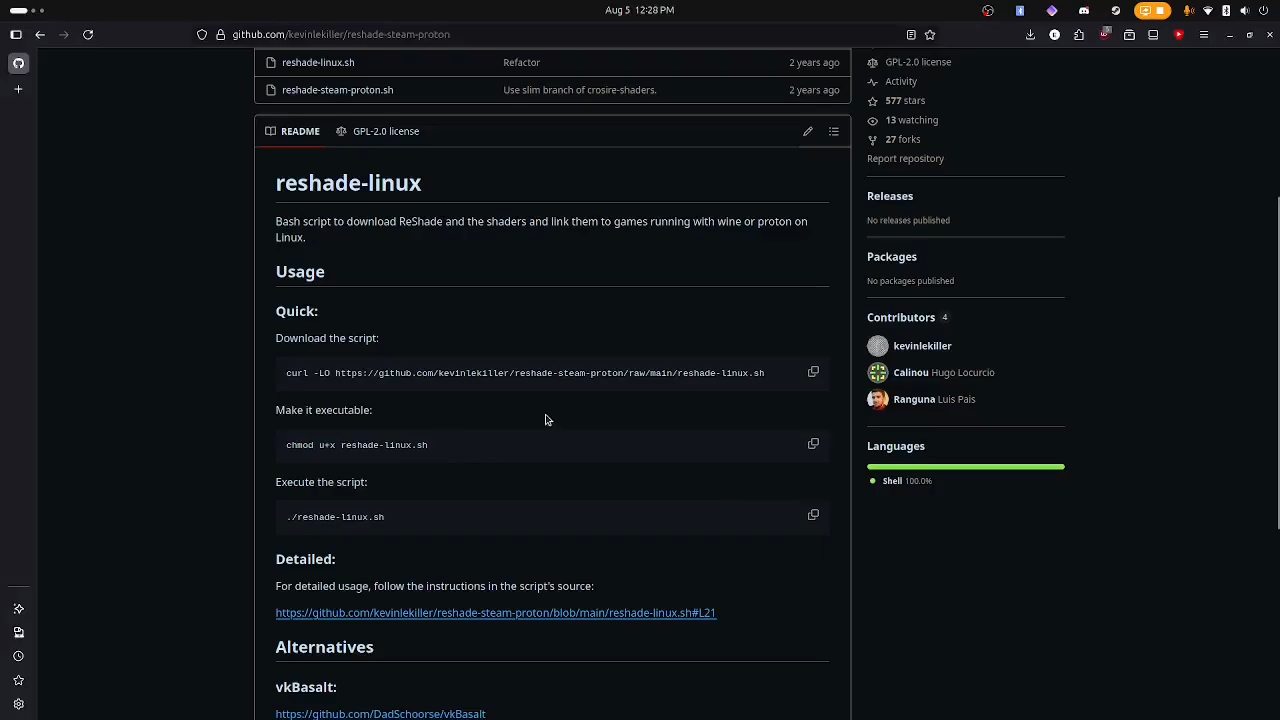 Aug 5 12:28 PM
github.com/kevinlekiller/reshade-steam-proton
reshade-linux.sh Refactor 2 years ago
reshade-steam-proton.sh Use slim branch of crosire-shaders. 2 years ago
README GPL-2.0 license
reshade-linux
Bash script to download ReShade and the shaders and link them to games running with wine or proton on
Linux.
Usage
Quick:
Download the script:
curl -LO https://github.com/kevinlekiller/reshade-steam-proton/raw/main/reshade-linux.sh
Make it executable:
chmod u+x reshade-linux.sh
Execute the script:
./reshade-linux.sh
Detailed:
For detailed usage, follow the instructions in the script's source:
https://github.com/kevinlekiller/reshade-steam-proton/blob/main/reshade-linux.sh#L21
Alternatives
vkBasalt:
https://github.com/DadSchoorse/vkBasalt
GPL-2.0 license
Activity
577 stars
13 watching
27 forks
Report repository
Releases
No releases published
Packages
No packages published
Contributors 4
kevinlekiller
Calinou Hugo Locurcio
Ranguna Luis Pais
Languages
Shell 100.0%